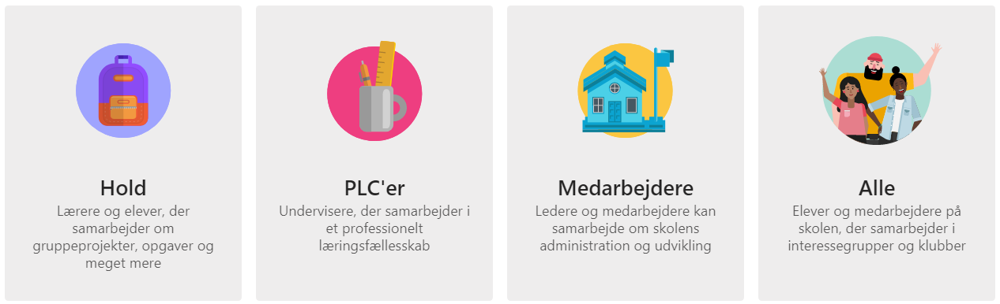 Hold
Lærere og elever, der
samarbejder om
gruppeprojekter, opgaver og
meget mere
PLC'er
Undervisere, der samarbejder i
et professionelt
læringsfællesskab
Medarbejdere
Ledere og medarbejdere kan
samarbejde om skolens
administration og udvikling
Alle
Elever og medarbejdere på
skolen, der samarbejder i
interessegrupper og klubber